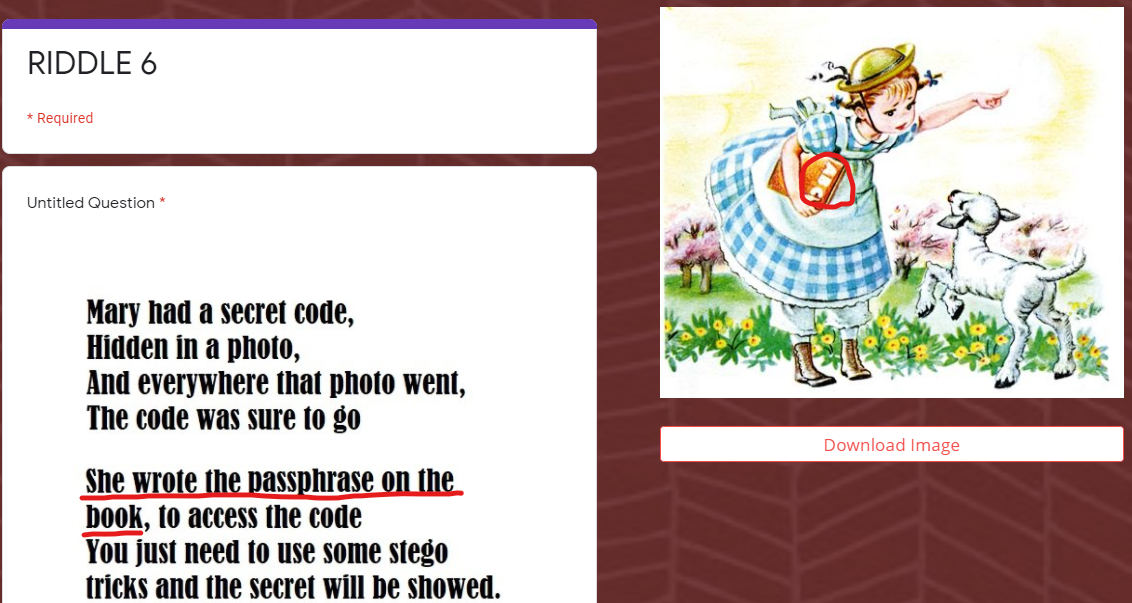 RIDDLE 6
* Required
Untitled Question *
Mary had a secret code,
Hidden in a photo,
And everywhere that photo went,
The code was sure to go
She wrote the passphrase on the
book, to access the code
You just need to use some stego
tricks and the secret will be showed.
Download Image